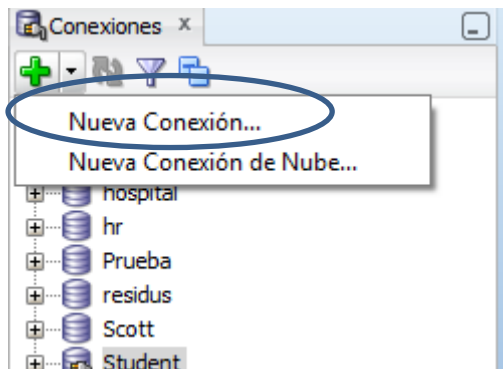 Conexiones
Nueva Conexión...
Nueva Conexión de Nube...
hospital
hr
Prueba
residus
Scott
Student